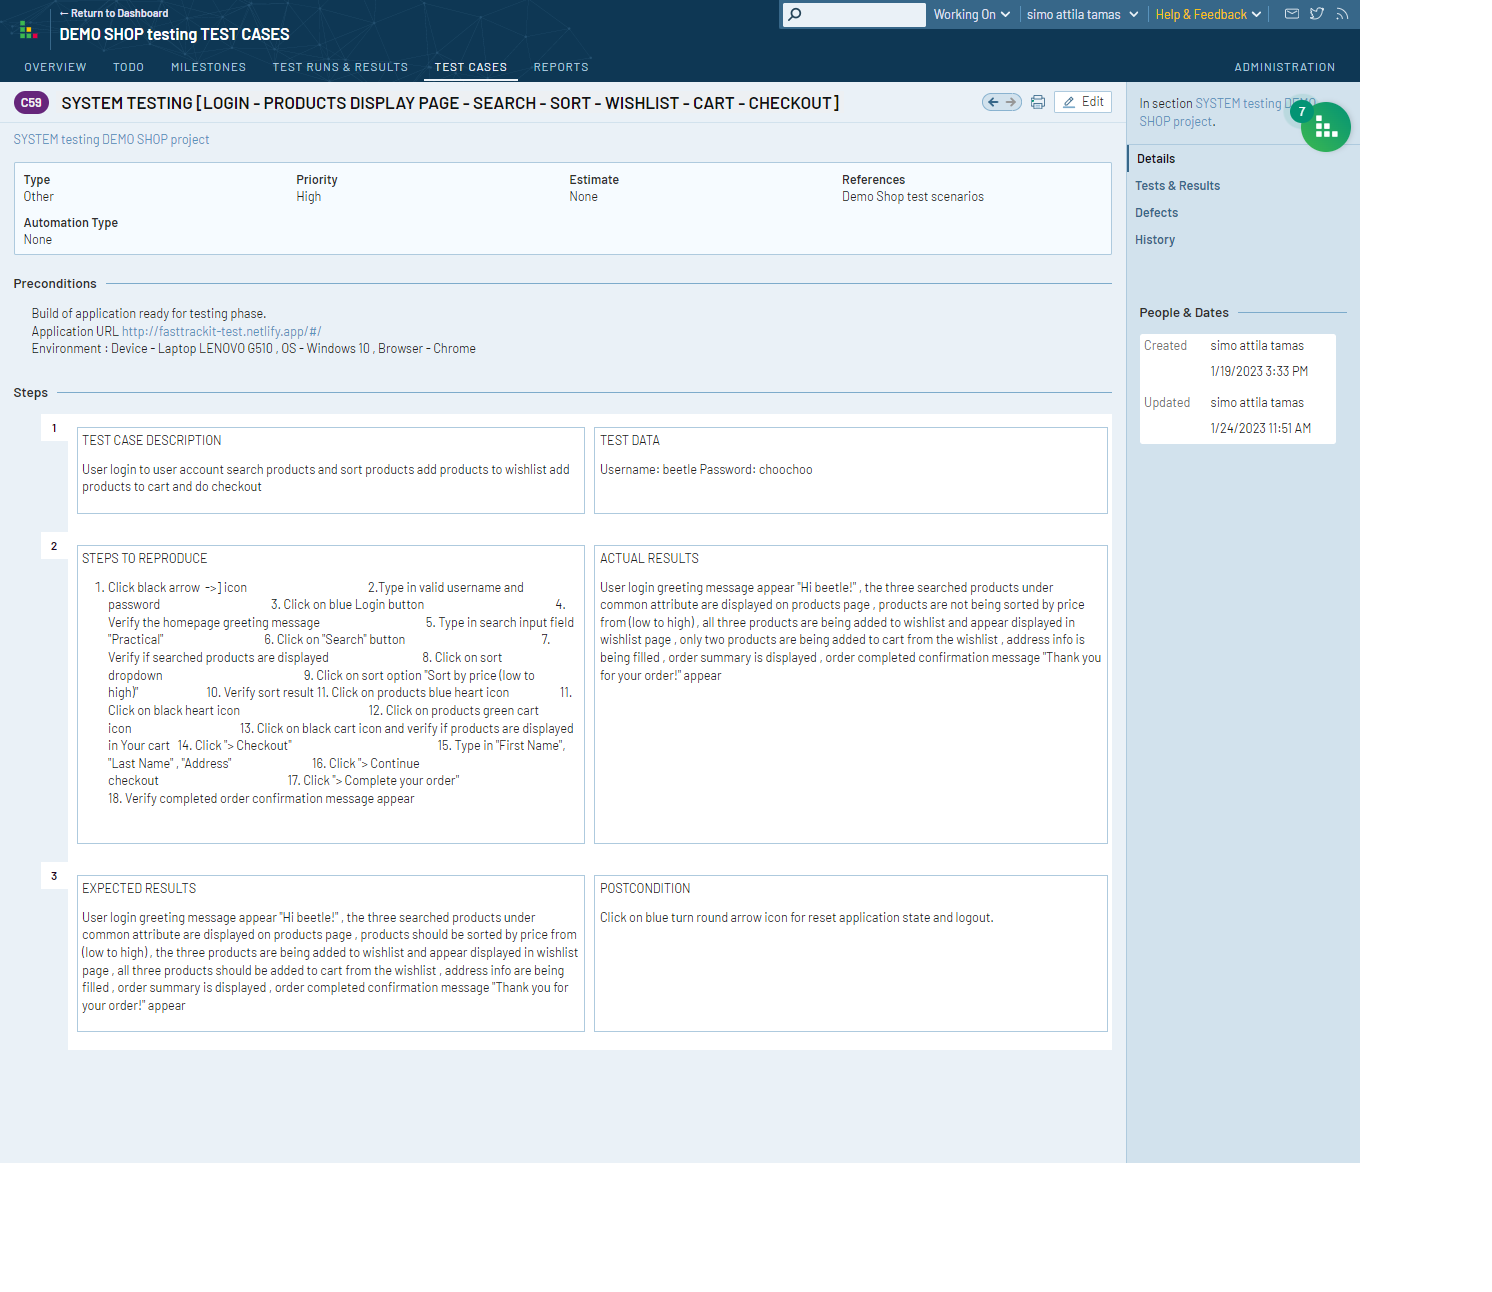 ← Return to Dashboard
DEMO SHOP testing TEST CASES
Working On
simo attila tamas
Help & Feedback
OVERVIEW
TODO
MILESTONES
TEST RUNS & RESULTS
TEST CASES
REPORTS
ADMINISTRATION
C59
SYSTEM TESTING [LOGIN - PRODUCTS DISPLAY PAGE - SEARCH - SORT - WISHLIST - CART - CHECKOUT]
Edit
SYSTEM testing DEMO SHOP project
Type
Other
Priority
High
Estimate
None
References
Demo Shop test scenarios
Automation Type
None
Preconditions
Build of application ready for testing phase.
Application URL http://fasttrackit-test.netlify.app/#/
Environment : Device - Laptop LENOVO G510 , OS - Windows 10 , Browser - Chrome
Steps
1
TEST CASE DESCRIPTION
User login to user account search products and sort products add products to wishlist add
products to cart and do checkout
TEST DATA
Username: beetle Password: choochoo
2
STEPS TO REPRODUCE
1. Click black arrow ->] icon 2.Type in valid username and
password 3. Click on blue Login button 4.
Verify the homepage greeting message 5. Type in search input field
"Practical" 6. Click on "Search" button 7.
Verify if searched products are displayed 8. Click on sort
dropdown 9. Click on sort option "Sort by price (low to
high)" 10. Verify sort result 11. Click on products blue heart icon 11.
Click on black heart icon 12. Click on products green cart
icon 13. Click on black cart icon and verify if products are displayed
in Your cart 14. Click "> Checkout" 15. Type in "First Name",
"Last Name" , "Address" 16. Click "> Continue
checkout 17. Click "> Complete your order"
18. Verify completed order confirmation message appear
ACTUAL RESULTS
User login greeting message appear "Hi beetle!" , the three searched products under
common attribute are displayed on products page , products are not being sorted by price
from (low to high) , all three products are being added to wishlist and appear displayed in
wishlist page , only two products are being added to cart from the wishlist , address info is
being filled , order summary is displayed , order completed confirmation message "Thank you
for your order!" appear
3
EXPECTED RESULTS
User login greeting message appear "Hi beetle!" , the three searched products under
common attribute are displayed on products page , products should be sorted by price from
(low to high) , the three products are being added to wishlist and appear displayed in wishlist
page , all three products should be added to cart from the wishlist , address info are being
filled , order summary is displayed , order completed confirmation message "Thank you for
your order!" appear
POSTCONDITION
Click on blue turn round arrow icon for reset application state and logout.
In section SYSTEM testing DEMO
SHOP project.
7
Details
Tests & Results
Defects
History
People & Dates
Created
simo attila tamas
1/19/2023 3:33 PM
Updated
simo attila tamas
1/24/2023 11:51 AM